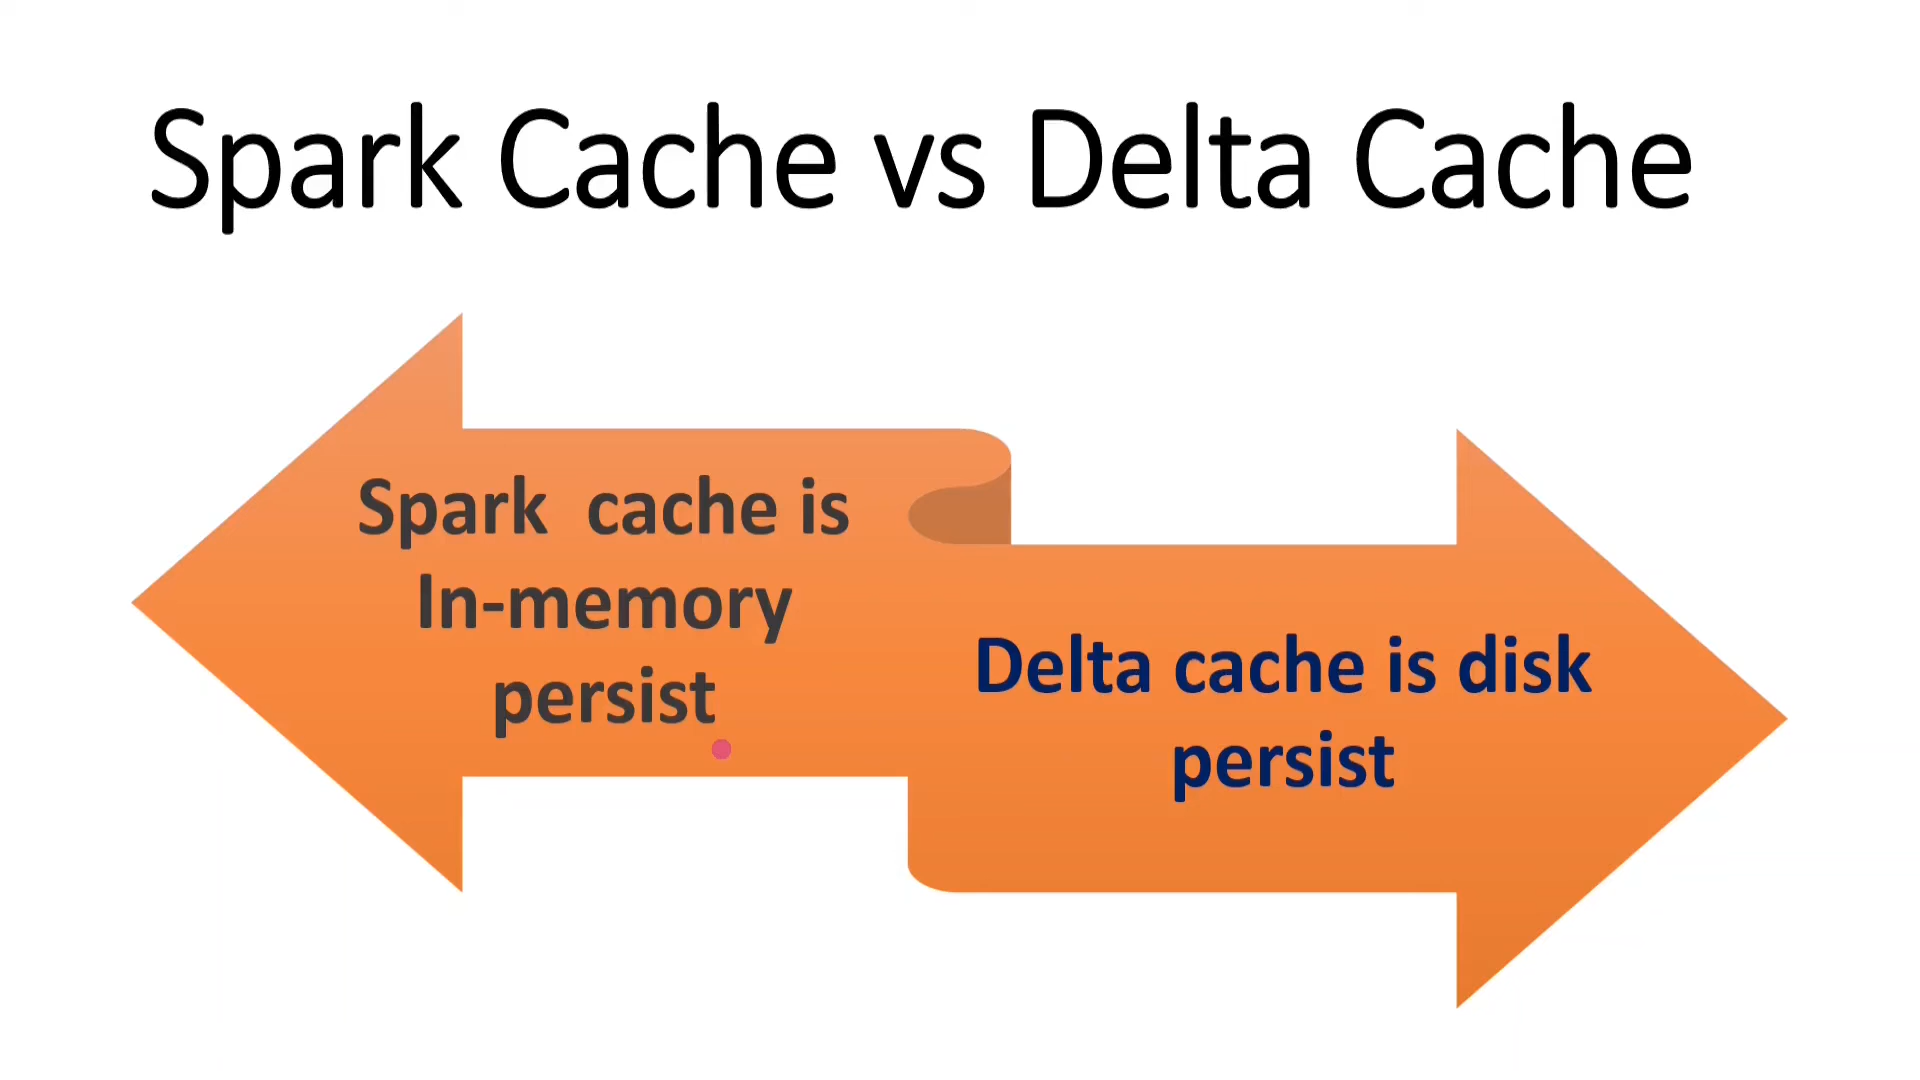 Spark Cache vs Delta Cache
Spark  cache is
In-memory
persist
Delta cache is disk
persist